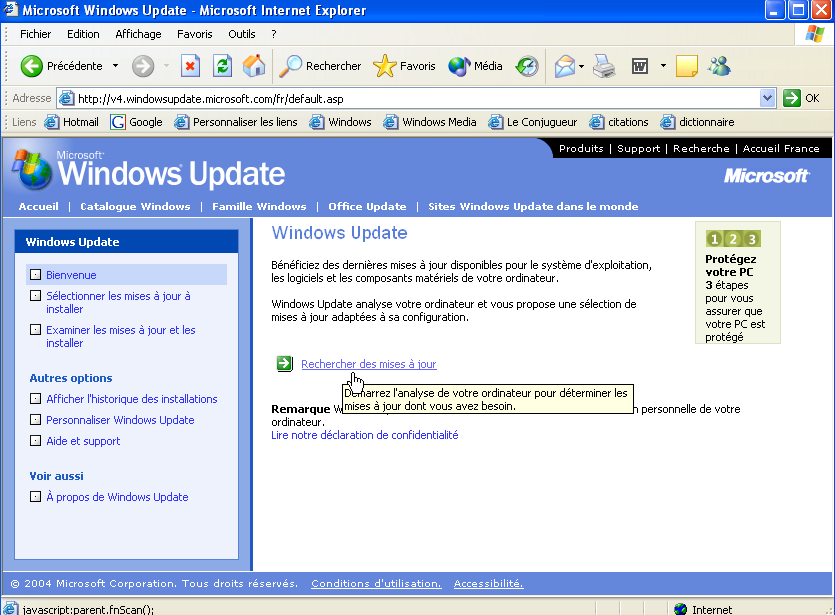 Microsoft Windows Update - Microsoft Internet Explorer
Fichier Edition Affichage Favoris Outils ?
Précédente Rechercher Favoris Média
Adresse http://v4.windowsupdate.microsoft.com/fr/default.asp OK
Liens Hotmail Google Personnaliser les liens Windows Windows Media Le Conjugueur citations dictionnaire
Produits | Support | Recherche | Accueil France
Microsoft
Windows Update
Microsoft
Accueil | Catalogue Windows | Famille Windows | Office Update | Sites Windows Update dans le monde
Windows Update
Bienvenue
Sélectionner les mises à jour à
installer
Examiner les mises à jour et les
installer
Autres options
Afficher l'historique des installations
Personnaliser Windows Update
Aide et support
Voir aussi
À propos de Windows Update
Windows Update
Bénéficiez des dernières mises à jour disponibles pour le système d'exploitation,
les logiciels et les composants matériels de votre ordinateur.
Windows Update analyse votre ordinateur et vous propose une sélection de
mises à jour adaptées à sa configuration.
Rechercher des mises à jour
Démarrez l'analyse de votre ordinateur pour déterminer les
mises à jour dont vous avez besoin.
Remarque W n personnelle de votre
ordinateur.
Lire notre déclaration de confidentialité
1 2 3
Protégez
votre PC
3 étapes
pour vous
assurer que
votre PC est
protégé
© 2004 Microsoft Corporation. Tous droits réservés. Conditions d'utilisation. Accessibilité.
javascript:parent.fnScan(); Internet